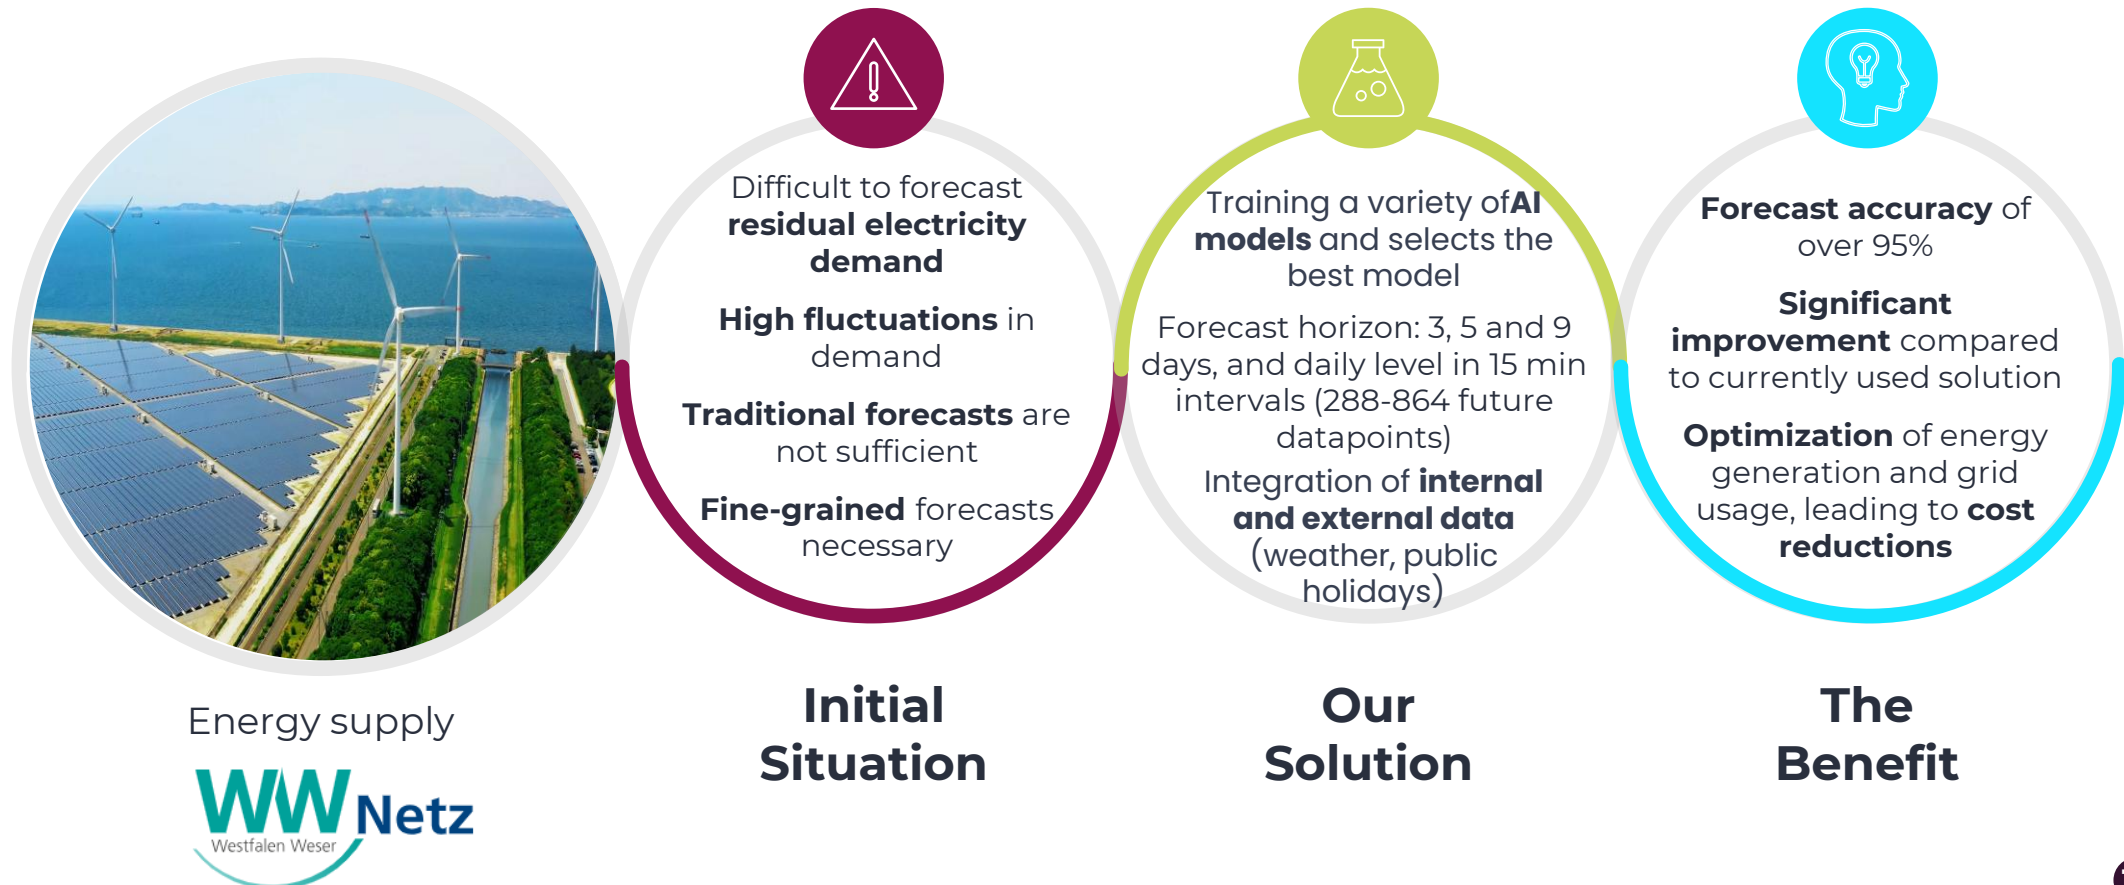 Energy supply
WW Netz
Westfalen Weser
Difficult to forecast
residual electricity
demand
High fluctuations in
demand
Traditional forecasts are
not sufficient
Fine-grained forecasts
necessary
Initial
Situation
Training a variety ofAI
models and selects the
best model
Forecast horizon: 3, 5 and 9
days, and daily level in 15 min
intervals (288-864 future
datapoints)
Integration of internal
and external data
(weather, public
holidays)
Our
Solution
Forecast accuracy of
over 95%
Significant
improvement compared
to currently used solution
Optimization of energy
generation and grid
usage, leading to cost
reductions
The
Benefit